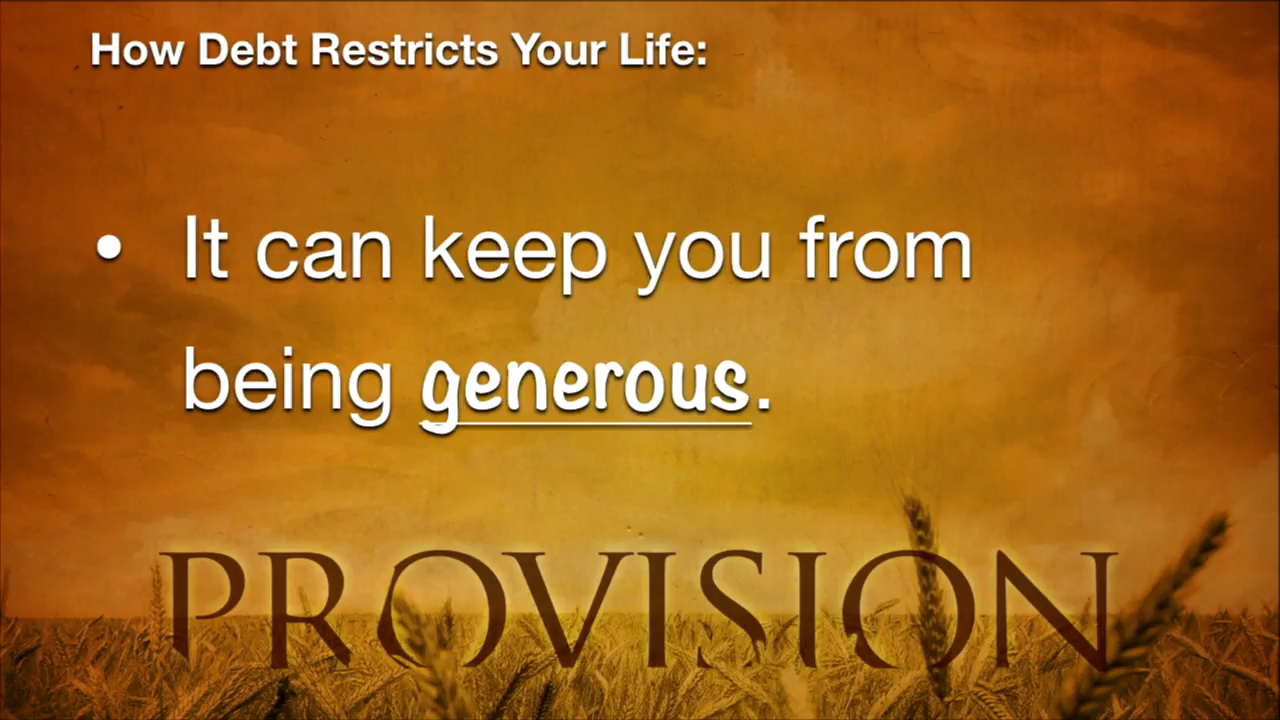 How Debt Restricts Your Life:
• It can keep you from
being generous.
PROVISION